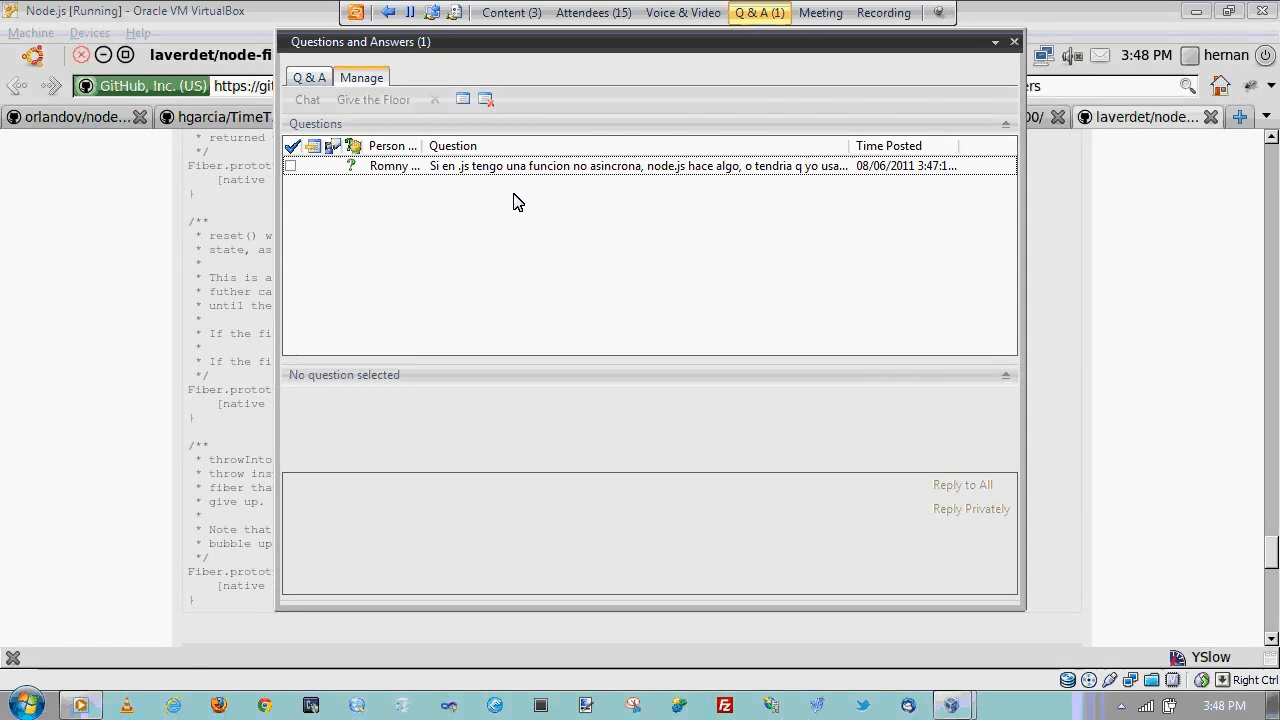 Node.js [Running] - Oracle VM VirtualBox
Content (3)
Attendees (15)
Voice & Video
Q & A (1)
Meeting
Recording
Machine
Devices
Help
laverdet/node-fi
3:48 PM
hernan
GitHub, Inc. (US)
https://gi
ers
orlandov/node...
hgarcia/TimeT
00/
laverdet/node...
Questions and Answers (1)
Q & A
Manage
Chat
Give the Floor
Questions
Person ...
Question
Time Posted
Romny ...
Si en .js tengo una funcion no asincrona, node.js hace algo, o tendria q yo usa...
08/06/2011 3:47:1...
No question selected
Reply to All
Reply Privately
* returned
*/
Fiber.protot
[native
}
/**
* reset() w
* state, as
*
* This is a
* futher ca
* until the
*
* If the fi
*
* If the fi
*/
Fiber.protot
[native
}
/**
* throwInto
* throw ins
* fiber tha
* give up.
*
* Note that
* bubble up
*/
Fiber.protot
[native
}
YSlow
Right Ctrl
3:48 PM